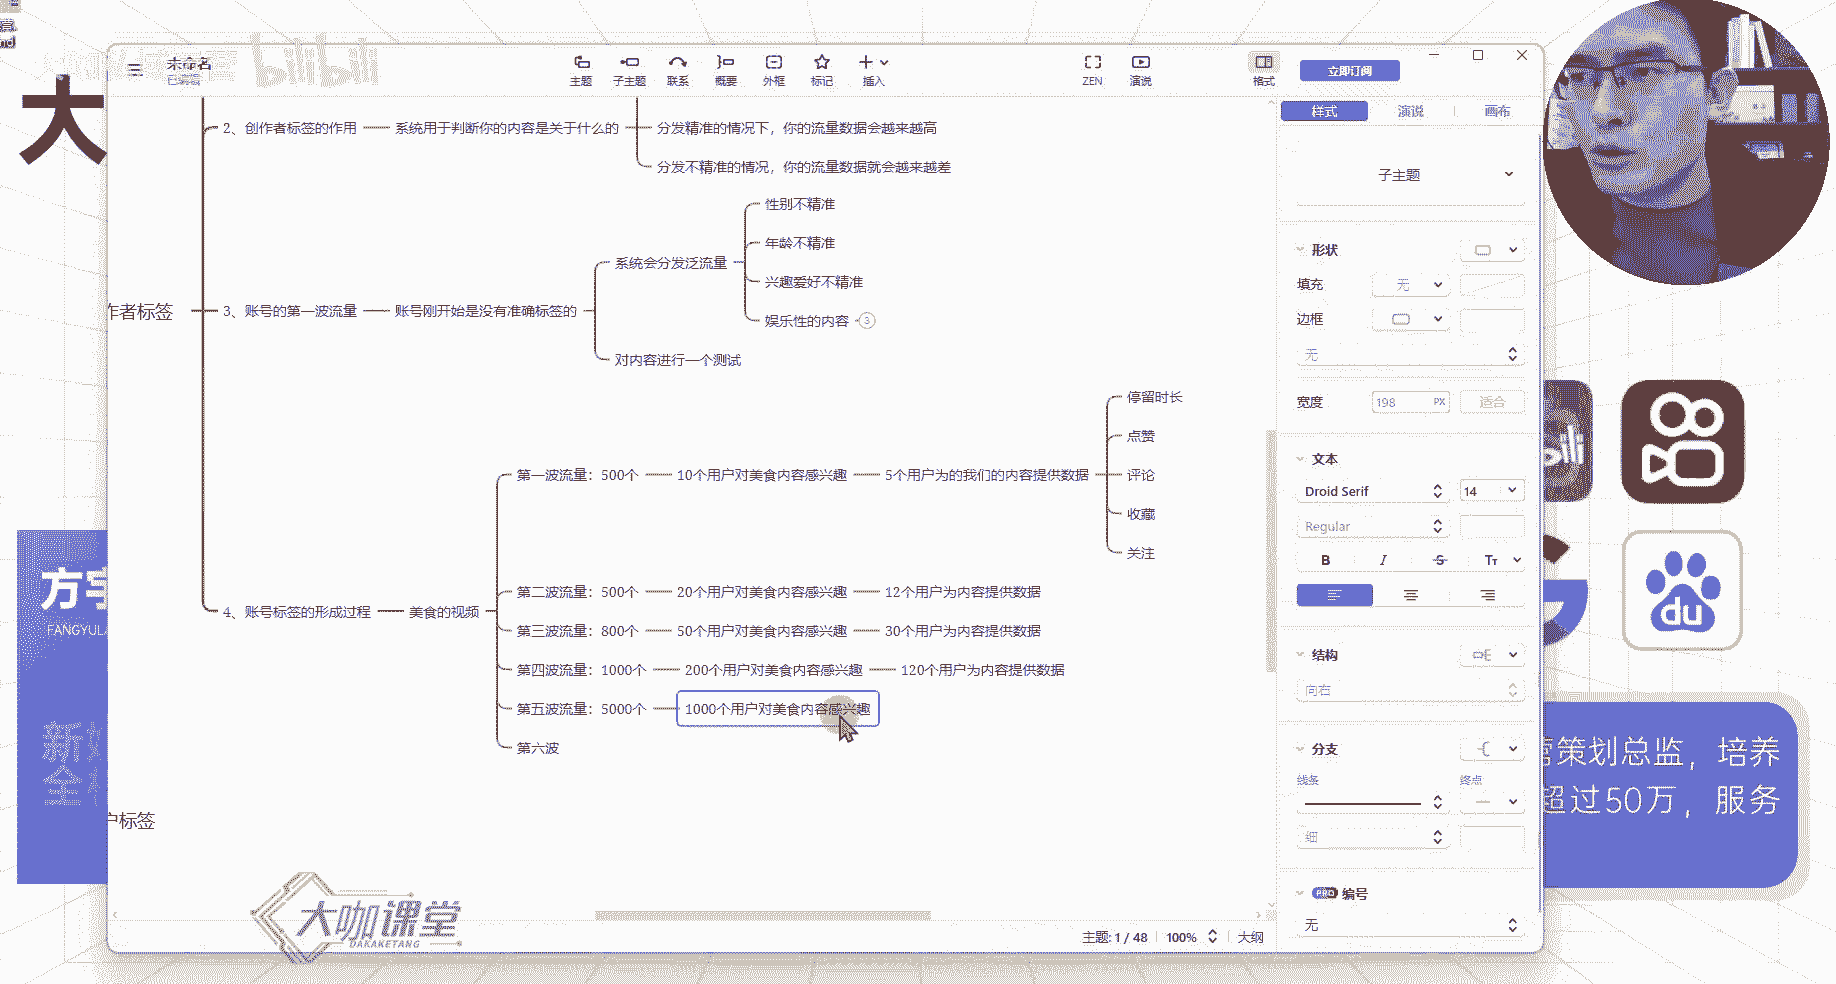 大
未命名
已编辑
bilibili
主题
子主题
联系
概要
外框
标记
插入
ZEN
演说
格式
立即订阅
样式
演说
画布
2、创作者标签的作用
系统用于判断你的内容是关于什么的
分发精准的情况下，你的流量数据会越来越高
分发不精准的情况，你的流量数据就会越来越差
作者标签
3、账号的第一波流量
账号刚开始是没有准确标签的
系统会分发泛流量
性别不精准
年龄不精准
兴趣爱好不精准
娱乐性的内容
3
对内容进行一个测试
4、账号标签的形成过程
美食的视频
第一波流量：500个
10个用户对美食内容感兴趣
5个用户为的我们的内容提供数据
停留时长
点赞
评论
收藏
关注
第二波流量：500个
20个用户对美食内容感兴趣
12个用户为内容提供数据
第三波流量：800个
50个用户对美食内容感兴趣
30个用户为内容提供数据
第四波流量：1000个
200个用户对美食内容感兴趣
120个用户为内容提供数据
第五波流量：5000个
1000个用户对美食内容感兴趣
第六波
户标签
子主题
形状
填充
无
边框
无
宽度
198
PX
适合
文本
Droid Serif
14
Regular
B
I
S
Tт
结构
向右
分支
线条
终点
细
PRO
编号
无
主题: 1 / 48
100%
大纲
FANGYULA
全
du
营策划总监，培养
超过50万，服务
大咖课堂
DAKAKETANG